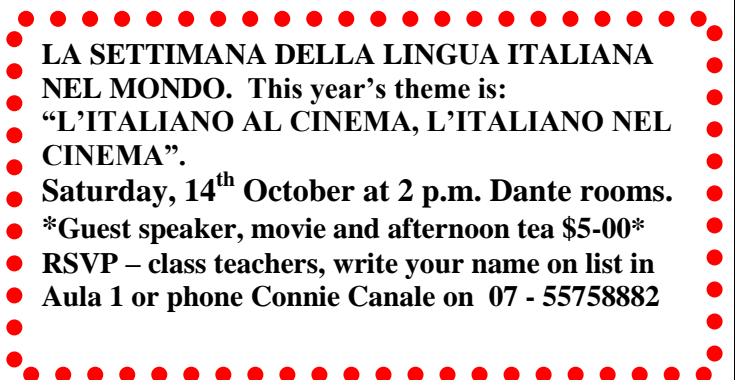 LA SETTIMANA DELLA LINGUA ITALIANA
NEL MONDO.  This year’s theme is:
“L’ITALIANO AL CINEMA, L’ITALIANO NEL
CINEMA”.
Saturday, 14th October at 2 p.m. Dante rooms.
*Guest speaker, movie and afternoon tea $5-00*
RSVP – class teachers, write your name on list in
Aula 1 or phone Connie Canale on  07 - 55758882